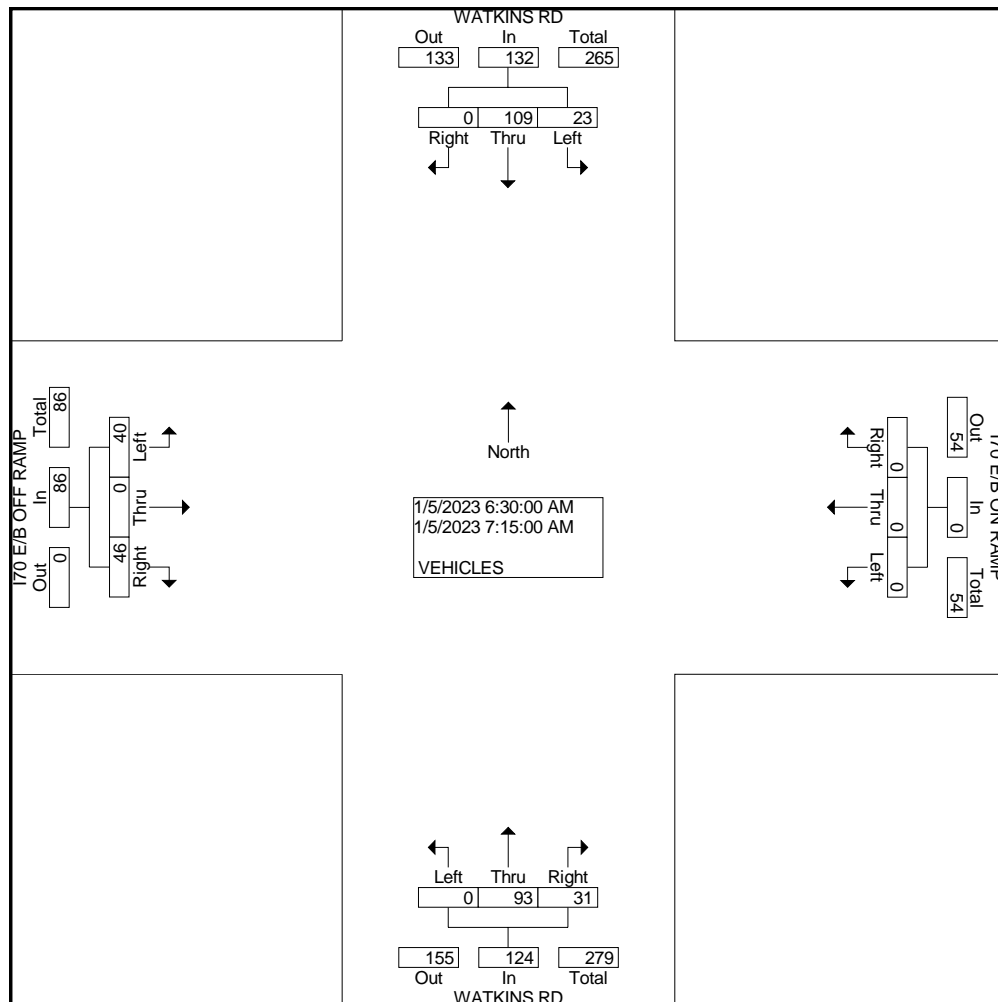 WATKINS RD
Out In Total
133 132 265
0 109 23
Right Thru Left
I70 E/B OFF RAMP
Total In Out
86 86 0
40 0 46
Left Thru Right
North
1/5/2023 6:30:00 AM
1/5/2023 7:15:00 AM
VEHICLES
Right Thru Left
0 0 0
Out In Total
54 0 54
I70 E/B ON RAMP
Left Thru Right
0 93 31
155 124 279
Out In Total
WATKINS RD